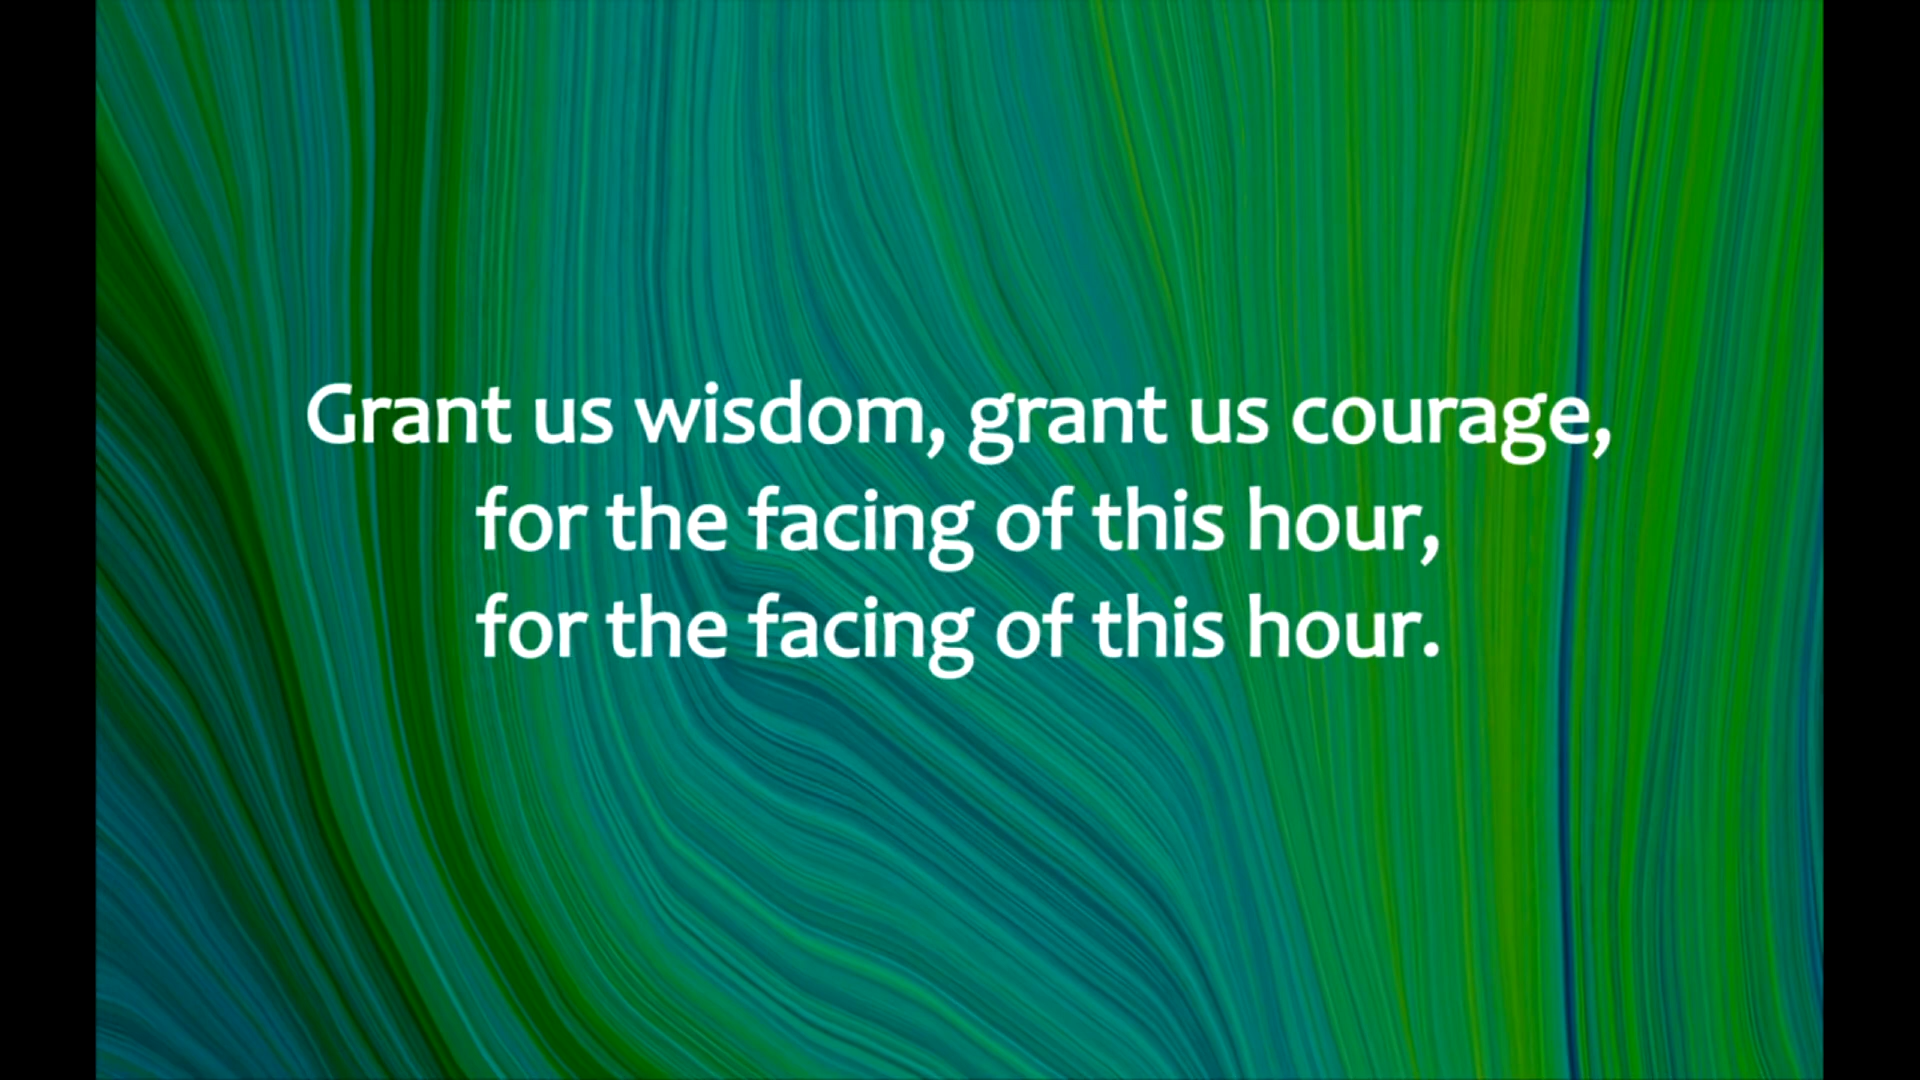 Grant us wisdom, grant us courage,
for the facing of this hour,
for the facing of this hour.